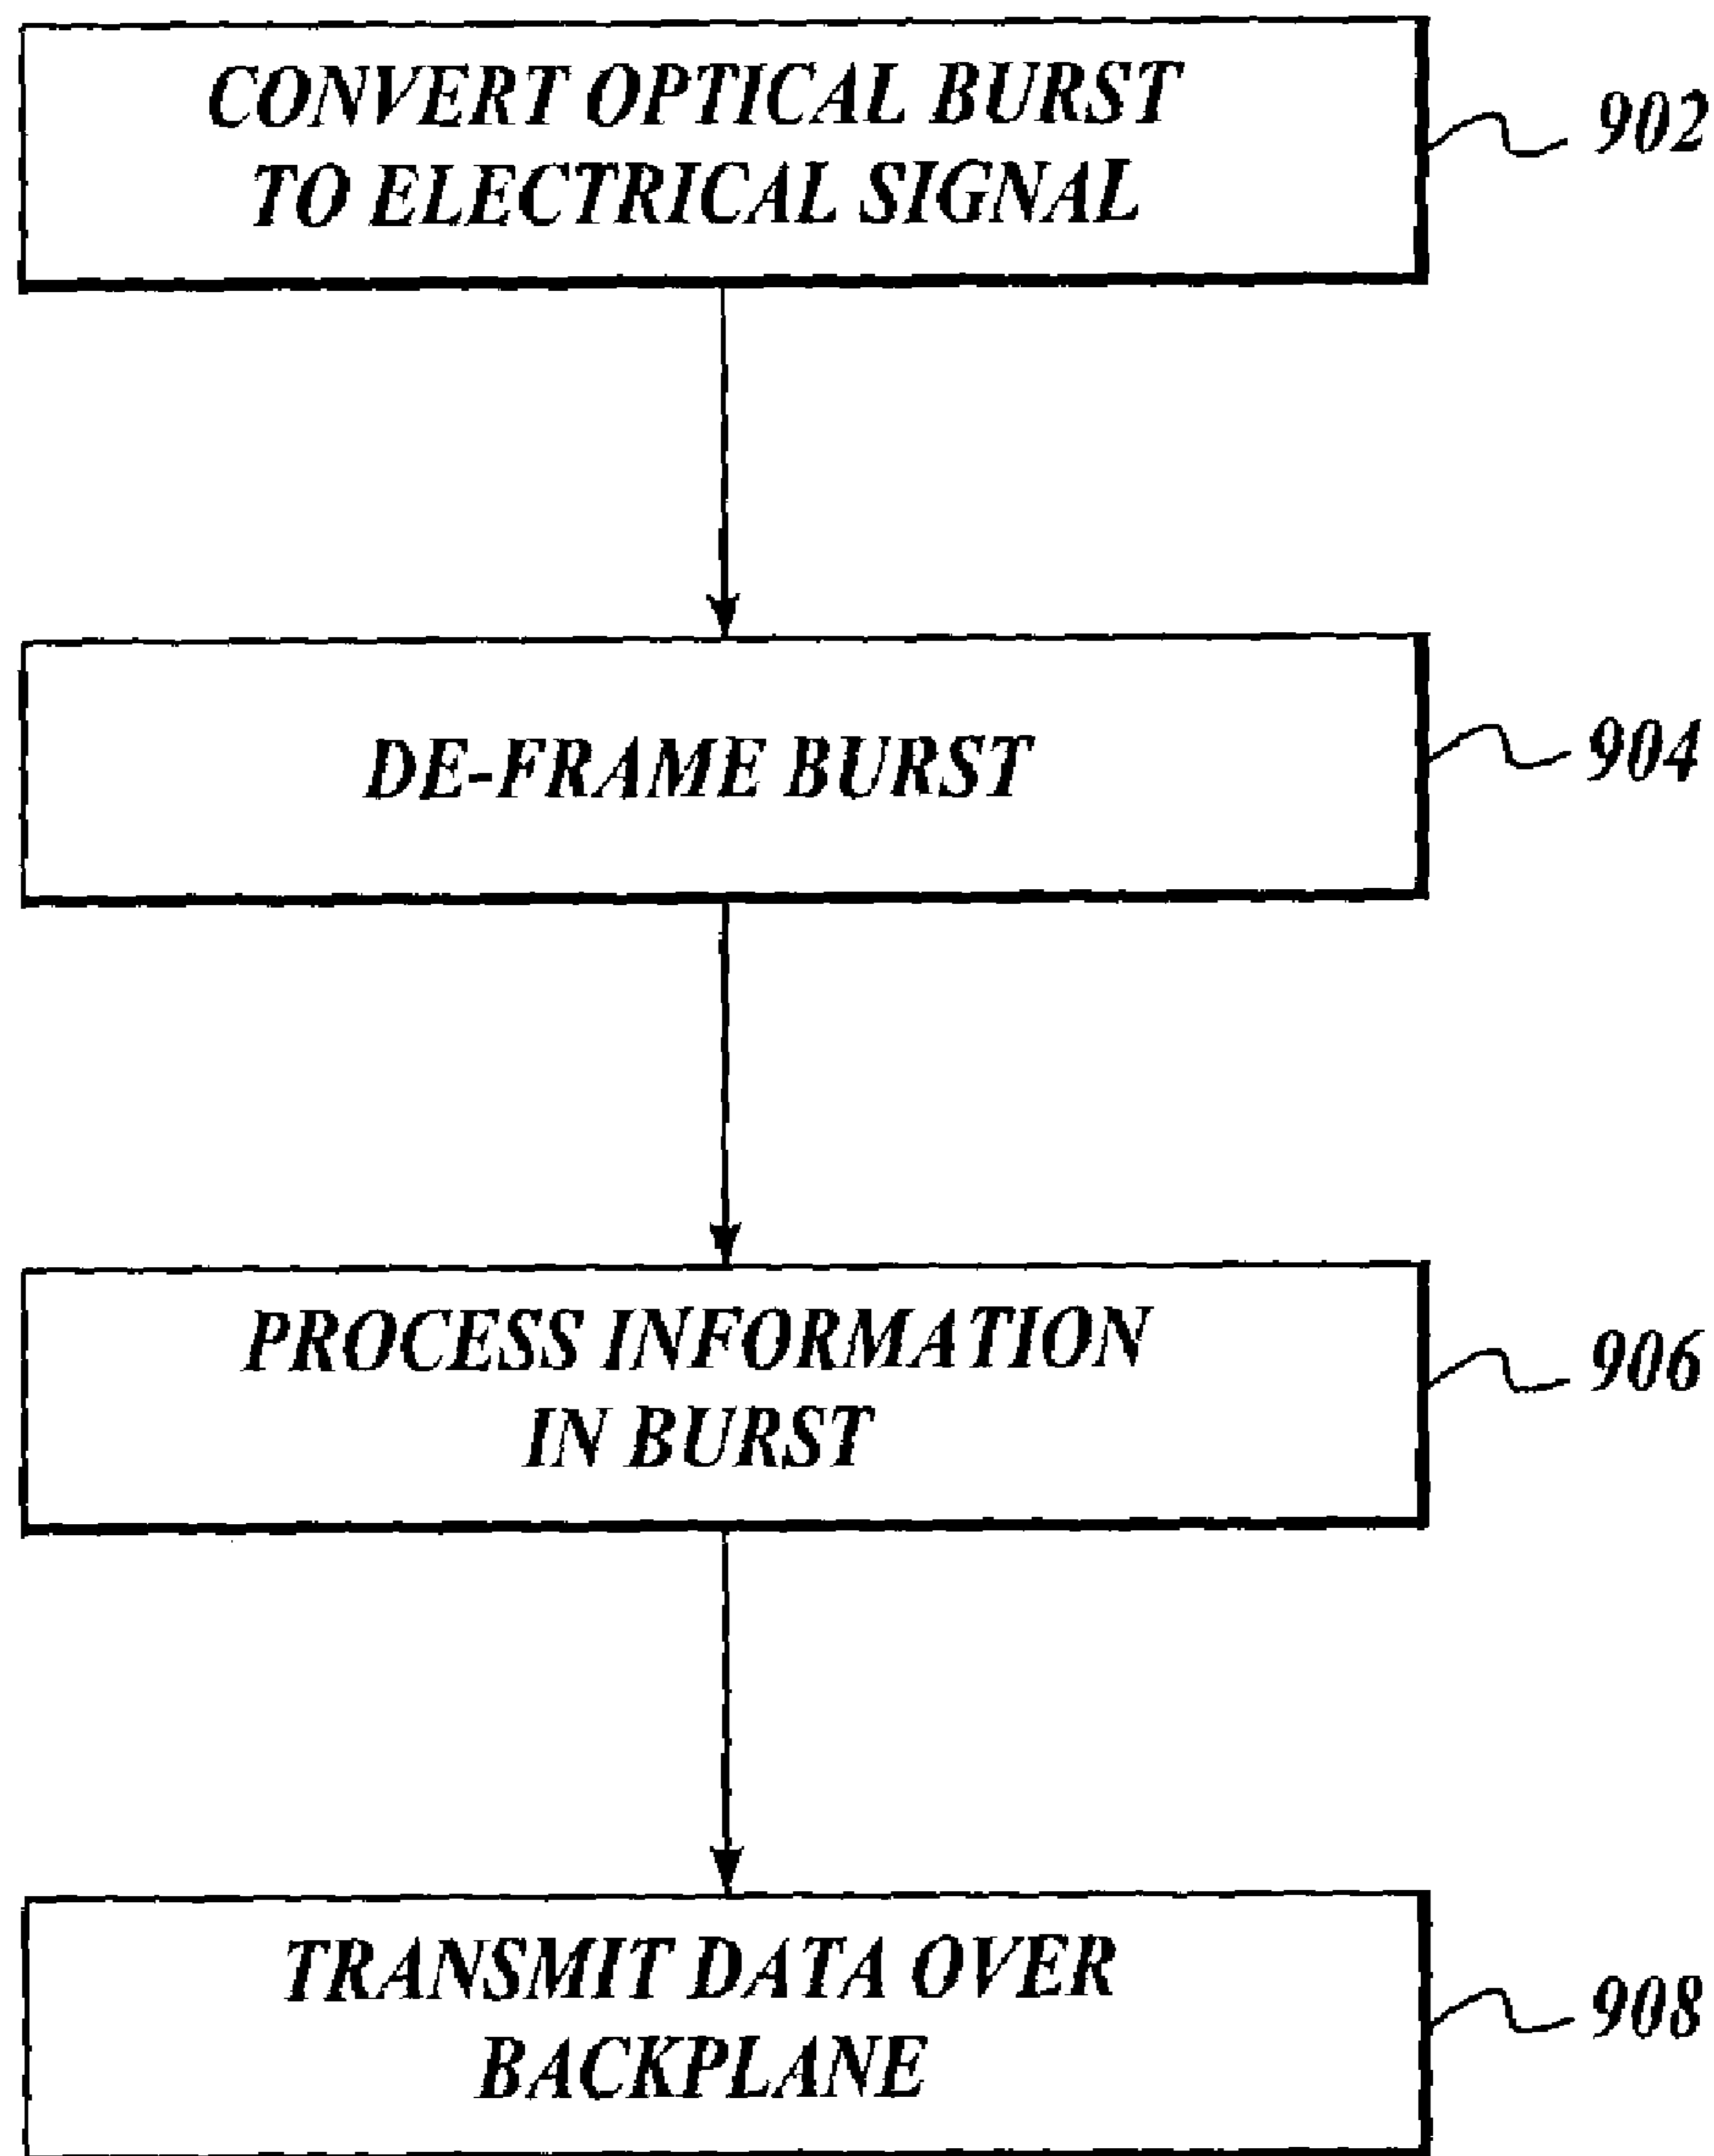 CONVERT OPTICAL BURST
TO ELECTRICAL SIGNAL
902
DE-FRAME BURST
904
PROCESS INFORMATION
IN BURST
906
TRANSMIT DATA OVER
BACKPLANE
908